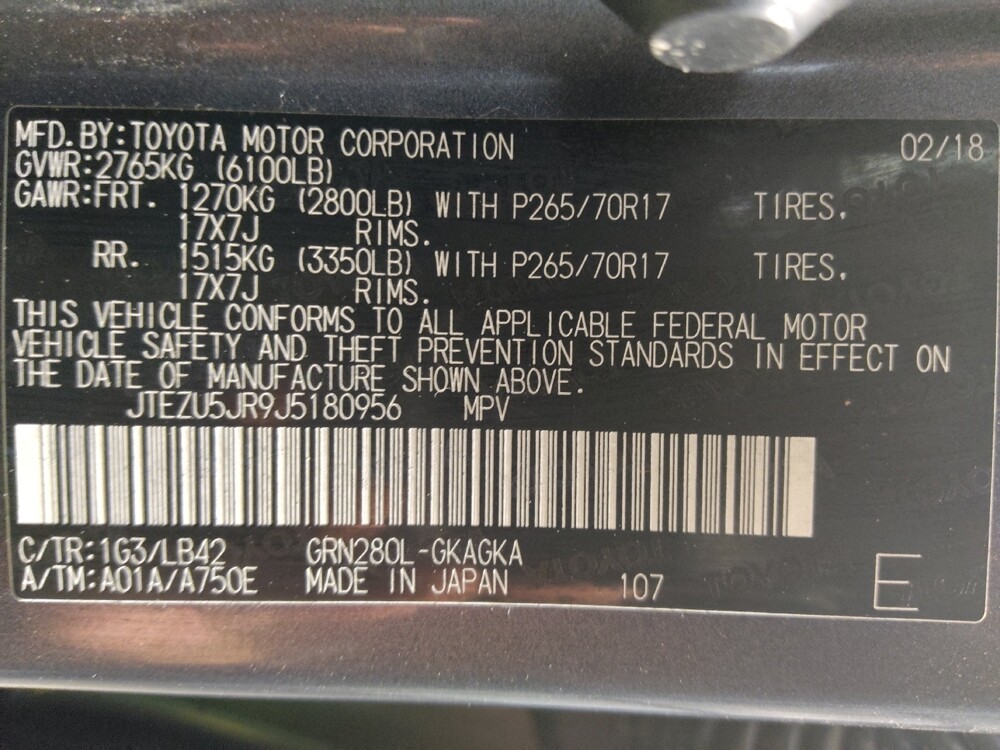 MFD.BY:TOYOTA MOTOR CORPORATION 02/18
GVWR:2765KG (6100LB)
GAWR:FRT. 1270KG (2800LB) WITH P265/70R17 TIRES.
17X7J RIMS.
RR. 1515KG (3350LB) WITH P265/70R17 TIRES.
17X7J RIMS.
THIS VEHICLE CONFORMS TO ALL APPLICABLE FEDERAL MOTOR
VEHICLE SAFETY AND THEFT PREVENTION STANDARDS IN EFFECT ON
THE DATE OF MANUFACTURE SHOWN ABOVE.
JTEZU5JR9J5180956 MPV
C/TR:1G3/LB42 GRN280L-GKAGKA
A/TM:A01A/A750E MADE IN JAPAN 107 E